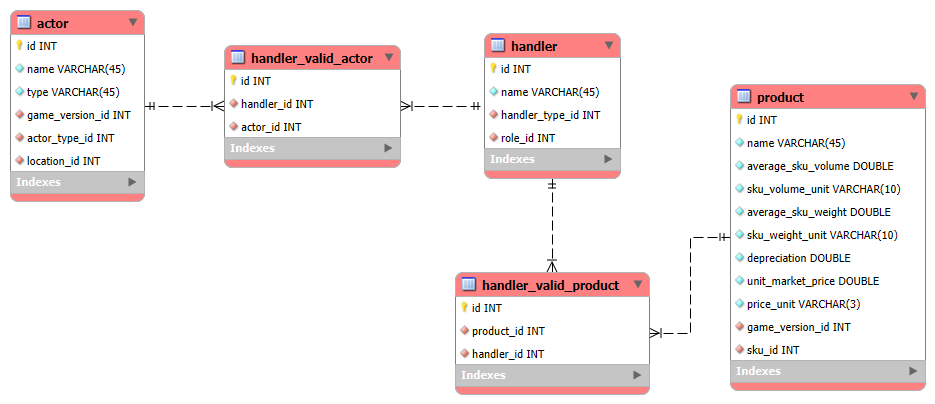 actor
id INT
name VARCHAR(45)
type VARCHAR(45)
game_version_id INT
actor_type_id INT
location_id INT
Indexes
handler_valid_actor
id INT
handler_id INT
actor_id INT
Indexes
handler
id INT
name VARCHAR(45)
handler_type_id INT
role_id INT
Indexes
handler_valid_product
id INT
product_id INT
handler_id INT
Indexes
product
id INT
name VARCHAR(45)
average_sku_volume DOUBLE
sku_volume_unit VARCHAR(10)
average_sku_weight DOUBLE
sku_weight_unit VARCHAR(10)
depreciation DOUBLE
unit_market_price DOUBLE
price_unit VARCHAR(3)
game_version_id INT
sku_id INT
Indexes